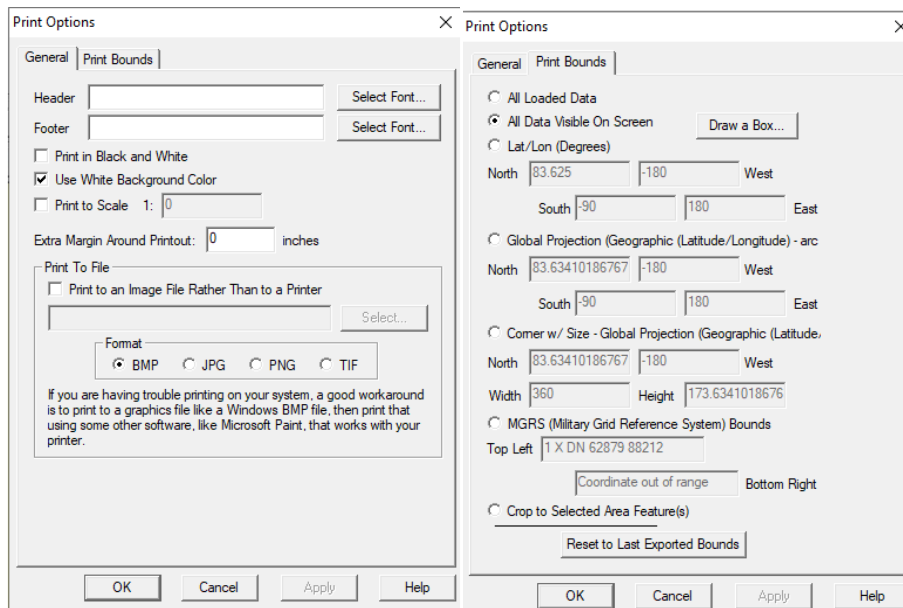 Print Options
General Print Bounds
Header Select Font...
Footer Select Font...
Print in Black and White
Use White Background Color
Print to Scale 1: 0
Extra Margin Around Printout: 0 inches
Print To File
Print to an Image File Rather Than to a Printer
Select...
Format
BMP JPG PNG TIF
If you are having trouble printing on your system, a good workaround
is to print to a graphics file like a Windows BMP file, then print that
using some other software, like Microsoft Paint, that works with your
printer.
OK Cancel Apply Help
Print Options
General Print Bounds
All Loaded Data
All Data Visible On Screen Draw a Box...
Lat/Lon (Degrees)
North 83.625 -180 West
South -90 180 East
Global Projection (Geographic (Latitude/Longitude) - arc
North 83.63410186767 -180 West
South -90 180 East
Corner w/ Size - Global Projection (Geographic (Latitude/
North 83.63410186767 -180 West
Width 360 Height 173.6341018676
MGRS (Military Grid Reference System) Bounds
Top Left 1 X DN 62879 88212
Coordinate out of range Bottom Right
Crop to Selected Area Feature(s)
Reset to Last Exported Bounds
OK Cancel Apply Help